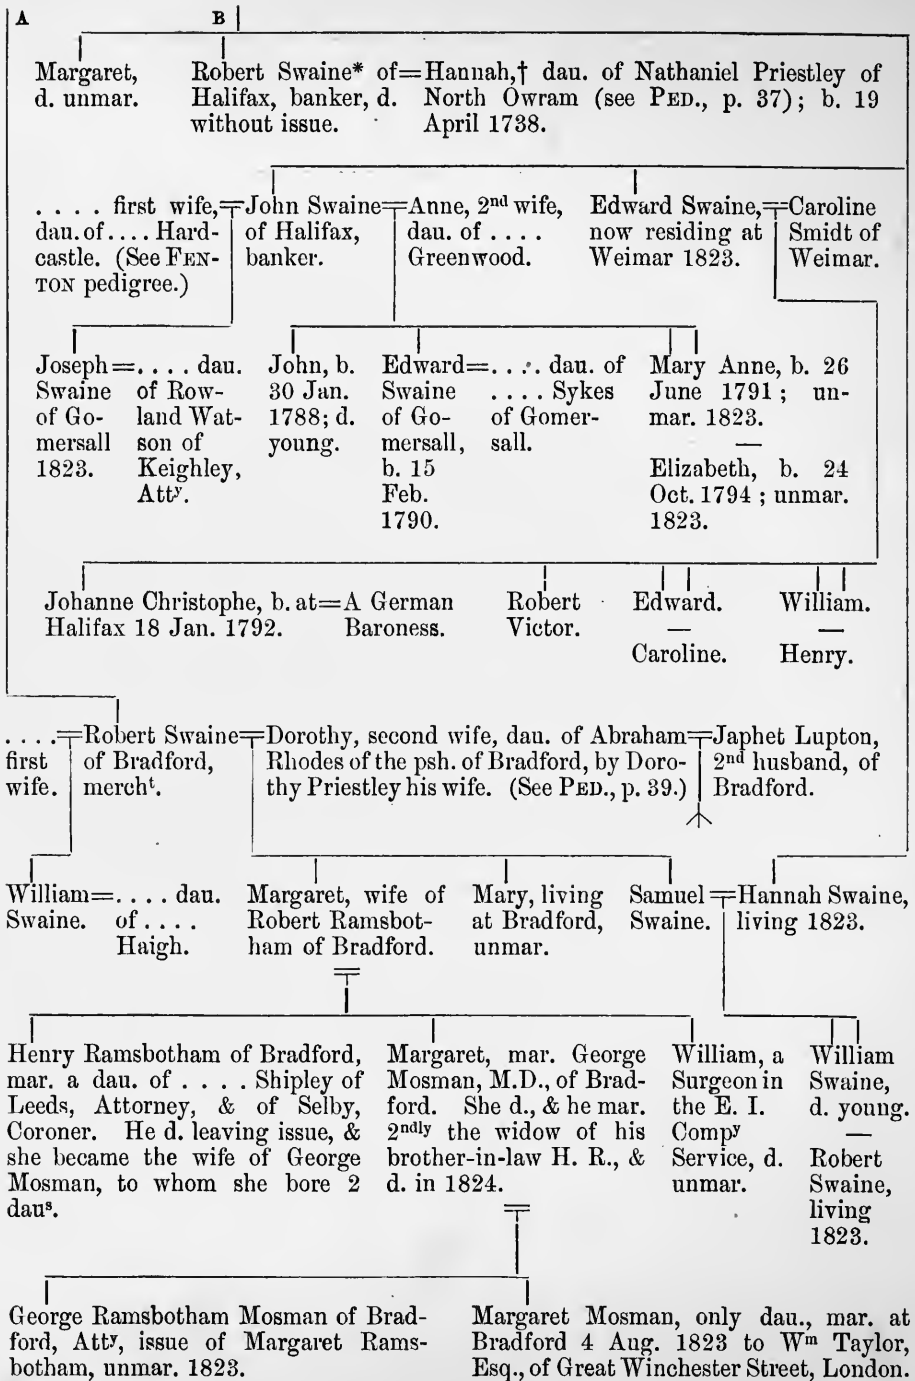 A B
Margaret,
d. unmar.
Robert Swaine* of=Hannah,† dau. of Nathaniel Priestley of
Halifax, banker, d. North Owram (see PED., p. 37); b. 19
without issue. April 1738.
. . . . first wife,
dau. of . . . . Hard-
castle. (See FEN-
TON pedigree.)
John Swaine
of Halifax,
banker.
Anne, 2nd wife,
dau. of . . . .
Greenwood.
Edward Swaine,
now residing at
Weimar 1823.
Caroline
Smidt of
Weimar.
Joseph=. . . . dau.
Swaine of Row-
of Go- land Wat-
mersall son of
1823. Keighley,
Atty.
John, b.
30 Jan.
1788; d.
young.
Edward=. . . . dau. of
Swaine . . . . Sykes
of Go- of Gomer-
mersall, sall.
b. 15
Feb.
1790.
Mary Anne, b. 26
June 1791; un-
mar. 1823.
—
Elizabeth, b. 24
Oct. 1794; unmar.
1823.
Johanne Christophe, b. at=A German
Halifax 18 Jan. 1792. Baroness.
Robert
Victor.
Edward.
—
Caroline.
William.
—
Henry.
. . . .
first
wife.
Robert Swaine
of Bradford,
mercht.
Dorothy, second wife, dau. of Abraham
Rhodes of the psh. of Bradford, by Doro-
thy Priestley his wife. (See PED., p. 39.)
Japhet Lupton,
2nd husband, of
Bradford.
William=. . . . dau.
Swaine. of . . . .
Haigh.
Margaret, wife of
Robert Ramsbot-
ham of Bradford.
Mary, living
at Bradford,
unmar.
Samuel
Swaine.
Hannah Swaine,
living 1823.
Henry Ramsbotham of Bradford,
mar. a dau. of . . . . Shipley of
Leeds, Attorney, & of Selby,
Coroner. He d. leaving issue, &
she became the wife of George
Mosman, to whom she bore 2
daus.
Margaret, mar. George
Mosman, M.D., of Brad-
ford. She d., & he mar.
2ndly the widow of his
brother-in-law H. R., &
d. in 1824.
William, a
Surgeon in
the E. I.
Compy
Service, d.
unmar.
William
Swaine,
d. young.
—
Robert
Swaine,
living
1823.
George Ramsbotham Mosman of Brad-
ford, Atty, issue of Margaret Rams-
botham, unmar. 1823.
Margaret Mosman, only dau., mar. at
Bradford 4 Aug. 1823 to Wm Taylor,
Esq., of Great Winchester Street, London.